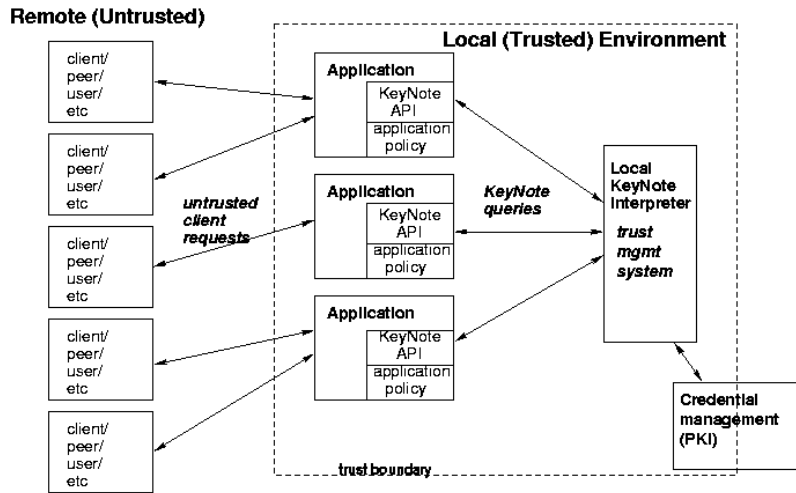 Remote (Untrusted)
Local (Trusted) Environment
client/
peer/
user/
etc
client/
peer/
user/
etc
client/
peer/
user/
etc
client/
peer/
user/
etc
client/
peer/
user/
etc
untrusted
client
requests
Application
KeyNote
API
application
policy
Application
KeyNote
API
application
policy
Application
KeyNote
API
application
policy
KeyNote
queries
Local
KeyNote
Interpreter
trust
mgmt
system
Credential
management
(PKI)
trust boundary